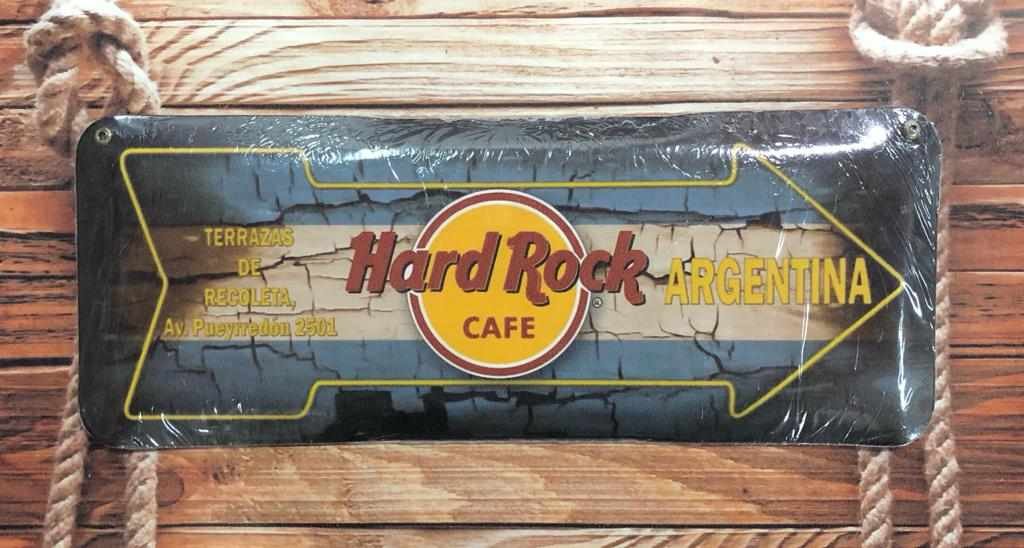 TERRAZAS
DE
RECOLETA,
Av. Pueyrredón 2501
Hard Rock
CAFE
®
ARGENTINA